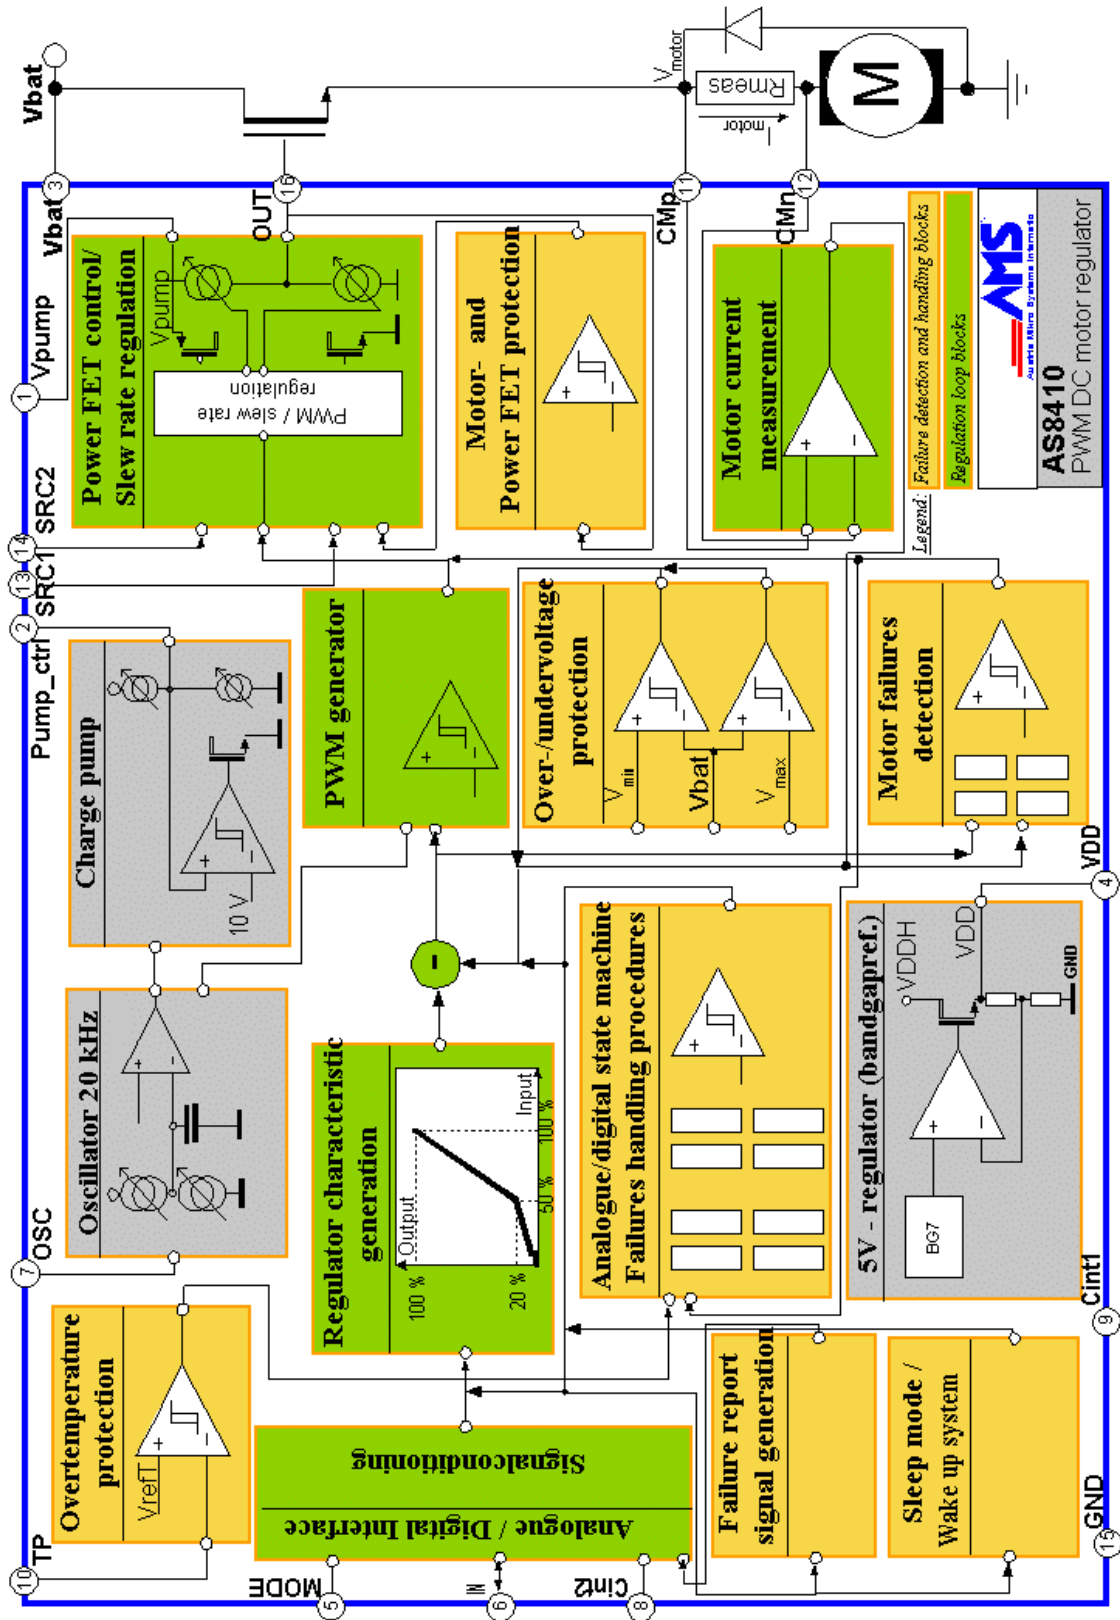 10
TP
7
OSC
2
Pump_ctrl
13
SRC1
14
SRC2
1
Vpump
3
Vbat
Vbat
Overtemperature
protection
VrefT
+
−
Oscillator 20 kHz
+
−
Charge pump
10 V
+
−
Power FET control/
Slew rate regulation
PWM / slew rate
regulation
Vpump
16
OUT
5
MODE
6
IN
8
Cint2
Analogue / Digital Interface
Signalconditioning
Regulator characteristic
generation
Output
100 %
20 %
50 %
100 %
Input
-
PWM generator
+
−
Motor- and
Power FET protection
+
−
Over-/undervoltage
protection
Vmin
Vbat
Vmax
+
−
+
−
Motor current
measurement
+
−
11
CMp
12
CMn
Vmotor
Rmeas
Imotor
M
Failure report
signal generation
Analogue/digital state machine
Failures handling procedures
+
−
Motor failures
detection
+
−
Sleep mode /
Wake up system
5V - regulator (bandgapref.)
BG7
+
−
VDDH
VDD
GND
15
GND
9
Cint1
4
VDD
Legend:
Failure detection and handling blocks
Regulation loop blocks
AMS
Austria Mikro Systeme Internatio
AS8410
PWM DC motor regulator